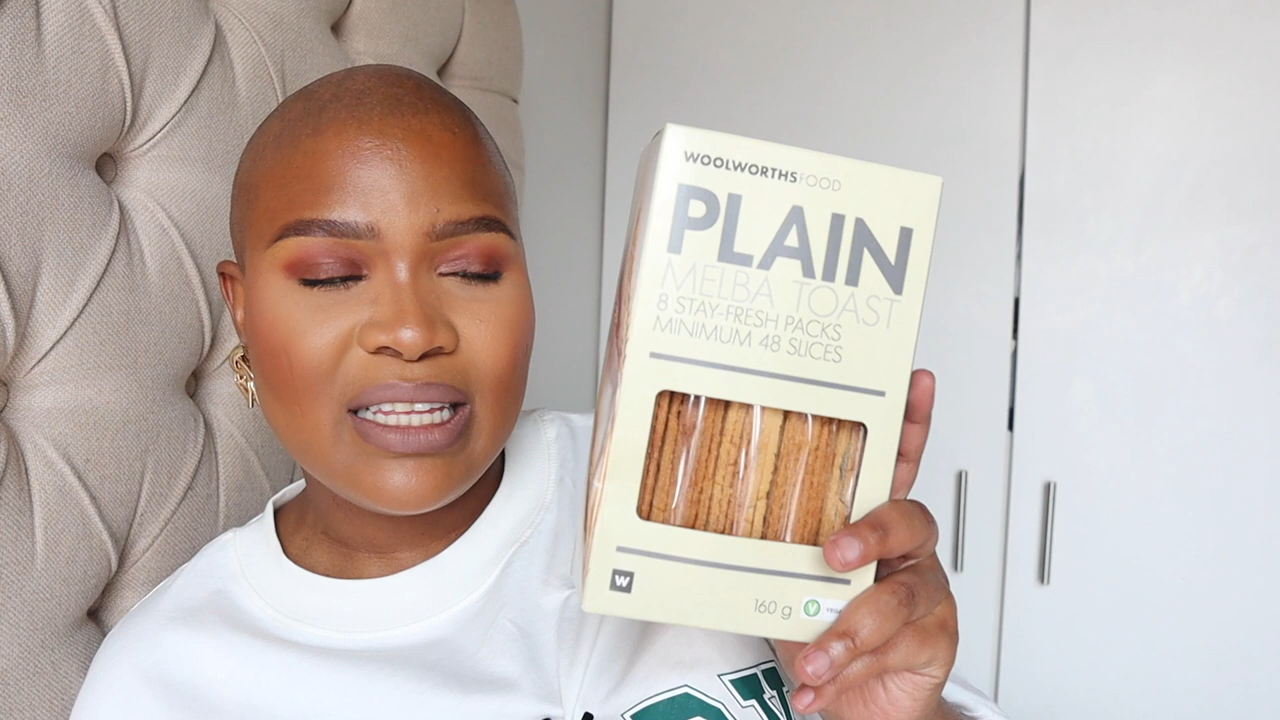 WOOLWORTHSFOOD
PLAIN
MELBA TOAST
8 STAY-FRESH PACKS
MINIMUM 48 SLICES
W
160 g
V